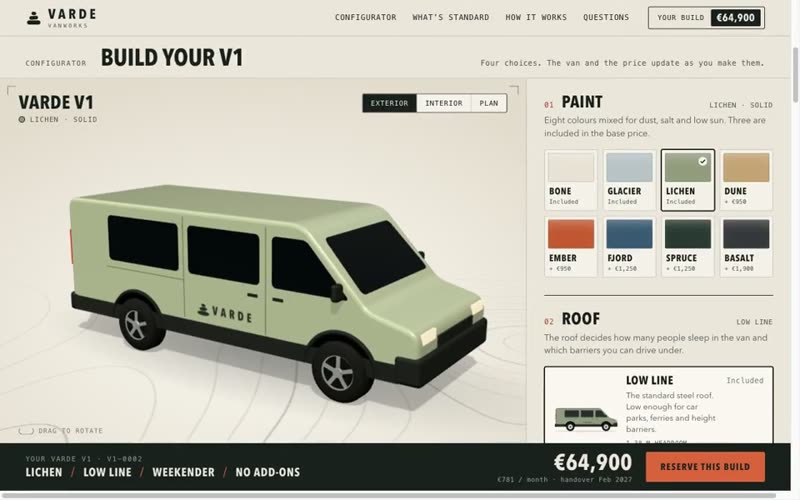 VARDE
VANWORKS
CONFIGURATOR
WHAT'S STANDARD
HOW IT WORKS
QUESTIONS
YOUR BUILD €64,900
CONFIGURATOR
BUILD YOUR V1
Four choices. The van and the price update as you make them.
VARDE V1
LICHEN · SOLID
EXTERIOR
INTERIOR
PLAN
VARDE
DRAG TO ROTATE
01 PAINT
LICHEN · SOLID
Eight colours mixed for dust, salt and low sun. Three are
included in the base price.
BONE
Included
GLACIER
Included
LICHEN
Included
DUNE
+ €950
EMBER
+ €950
FJORD
+ €1,250
SPRUCE
+ €1,250
BASALT
+ €1,900
02 ROOF
LOW LINE
The roof decides how many people sleep in the van and
which barriers you can drive under.
LOW LINE
Included
The standard steel roof.
Low enough for car
parks, ferries and height
barriers.
YOUR VARDE V1 · V1-0002
LICHEN / LOW LINE / WEEKENDER / NO ADD-ONS
€64,900
€781 / month · handover Feb 2027
RESERVE THIS BUILD